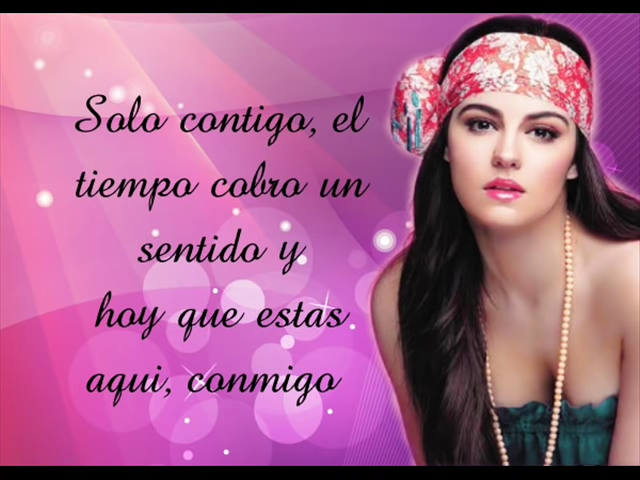 Solo contigo, el
tiempo cobro un
sentido y
hoy que estas
aqui, conmigo